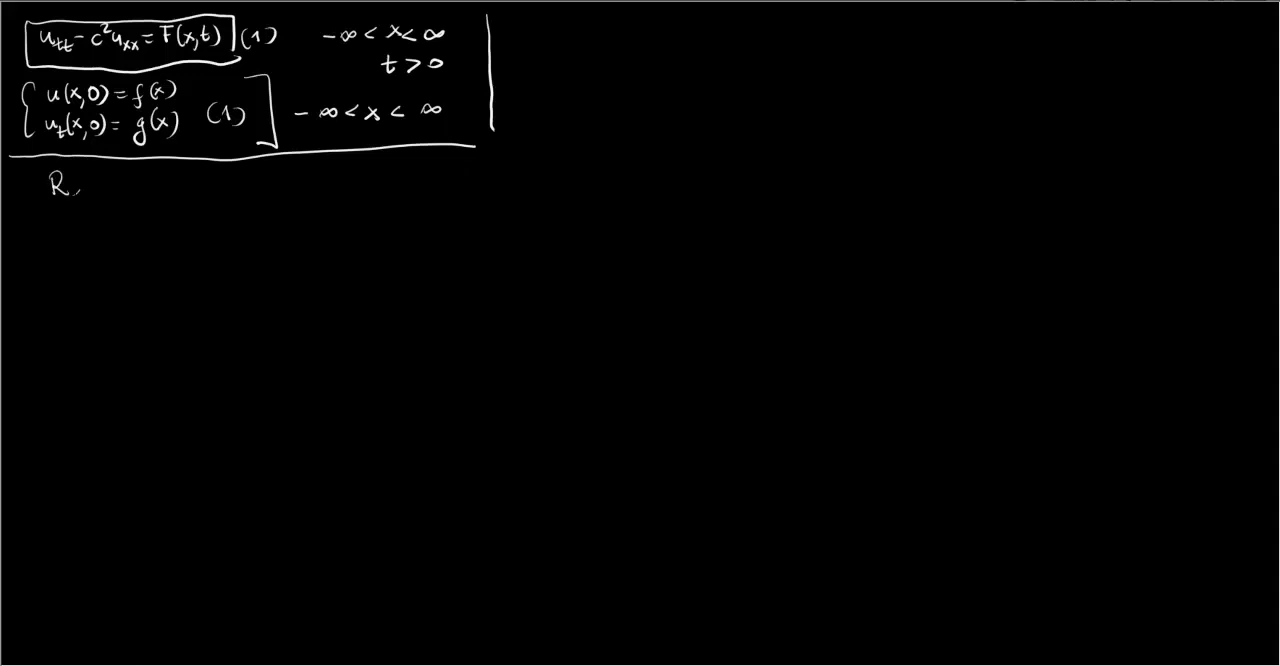 u_tt - c²u_xx = F(x,t) (1) -∞ < x < ∞
t > 0
{ u(x,0) = f(x)
u_t(x,0) = g(x) (1) ] -∞ < x < ∞
R